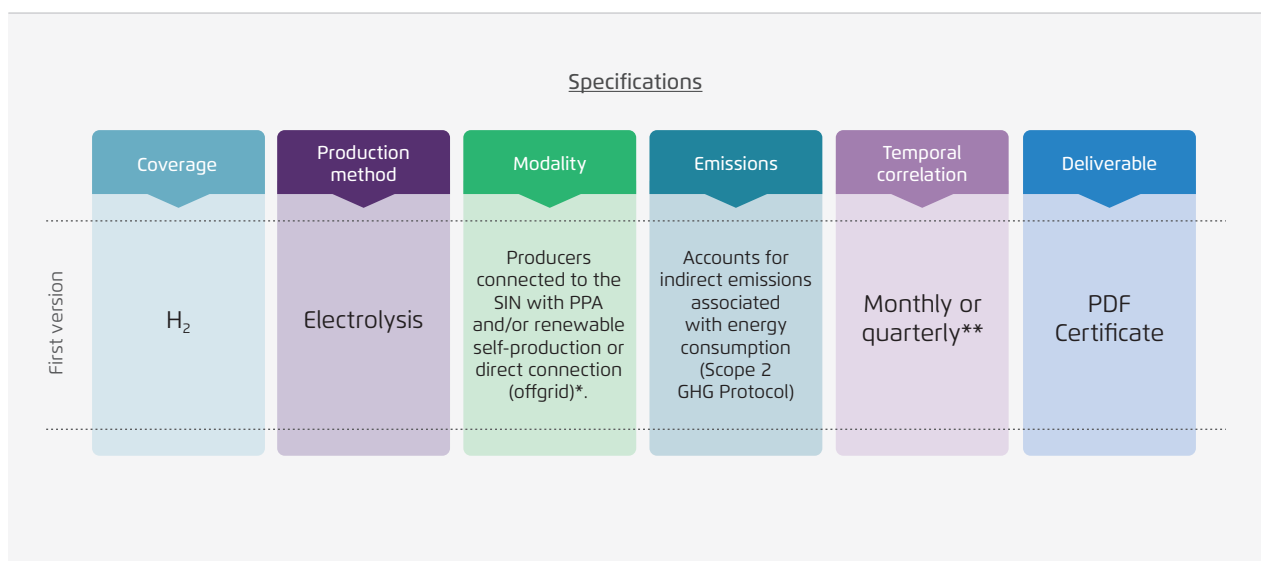 Specifications
Coverage
Production
method
Modality
Emissions
Temporal
correlation
Deliverable
First version
H₂
Electrolysis
Producers
connected to the
SIN with PPA
and/or renewable
self-production or
direct connection
(offgrid)*.
Accounts for
indirect emissions
associated
with energy
consumption
(Scope 2
GHG Protocol)
Monthly or
quarterly**
PDF
Certificate